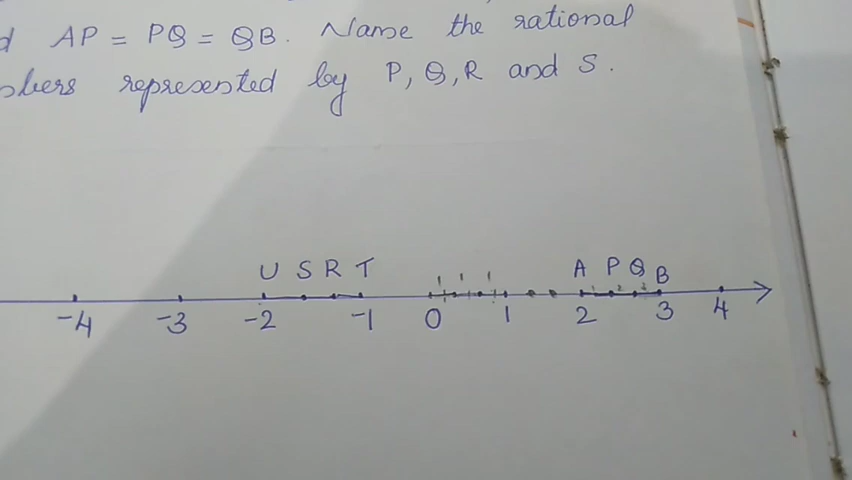 AP = PQ = QB. Name the rational
represented by P, Q, R and S.
U S R T A P Q B
-4 -3 -2 -1 0 1 2 3 4